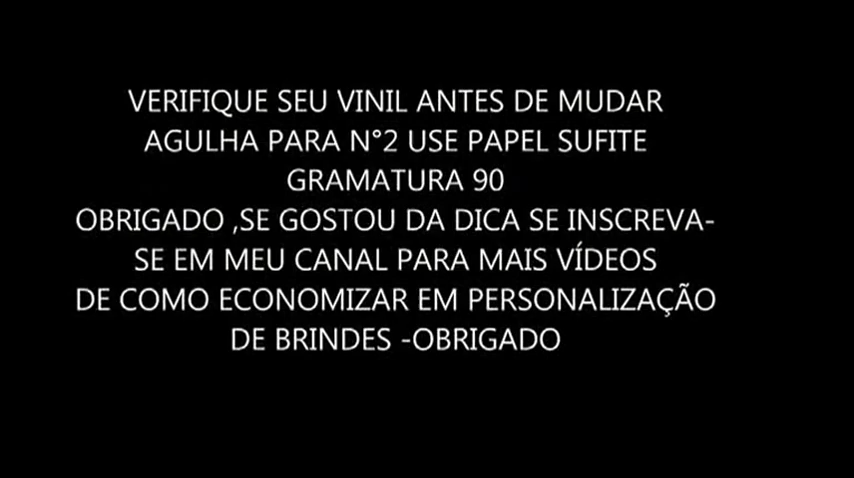 VERIFIQUE SEU VINIL ANTES DE MUDAR
AGULHA PARA N°2 USE PAPEL SUFITE
GRAMATURA 90
OBRIGADO ,SE GOSTOU DA DICA SE INSCREVA-
SE EM MEU CANAL PARA MAIS VÍDEOS
DE COMO ECONOMIZAR EM PERSONALIZAÇÃO
DE BRINDES -OBRIGADO